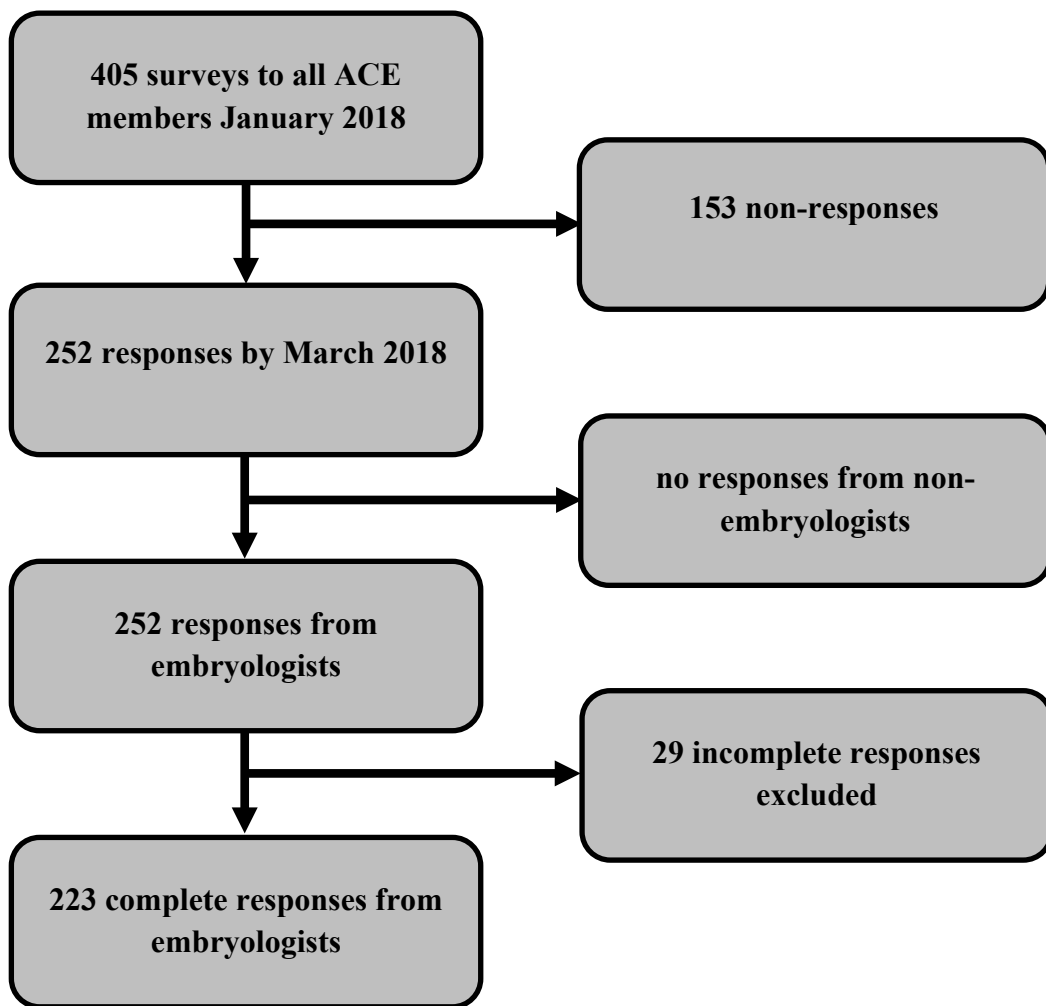 405 surveys to all ACE
members January 2018
153 non-responses
252 responses by March 2018
no responses from non-
embryologists
252 responses from
embryologists
29 incomplete responses
excluded
223 complete responses from
embryologists